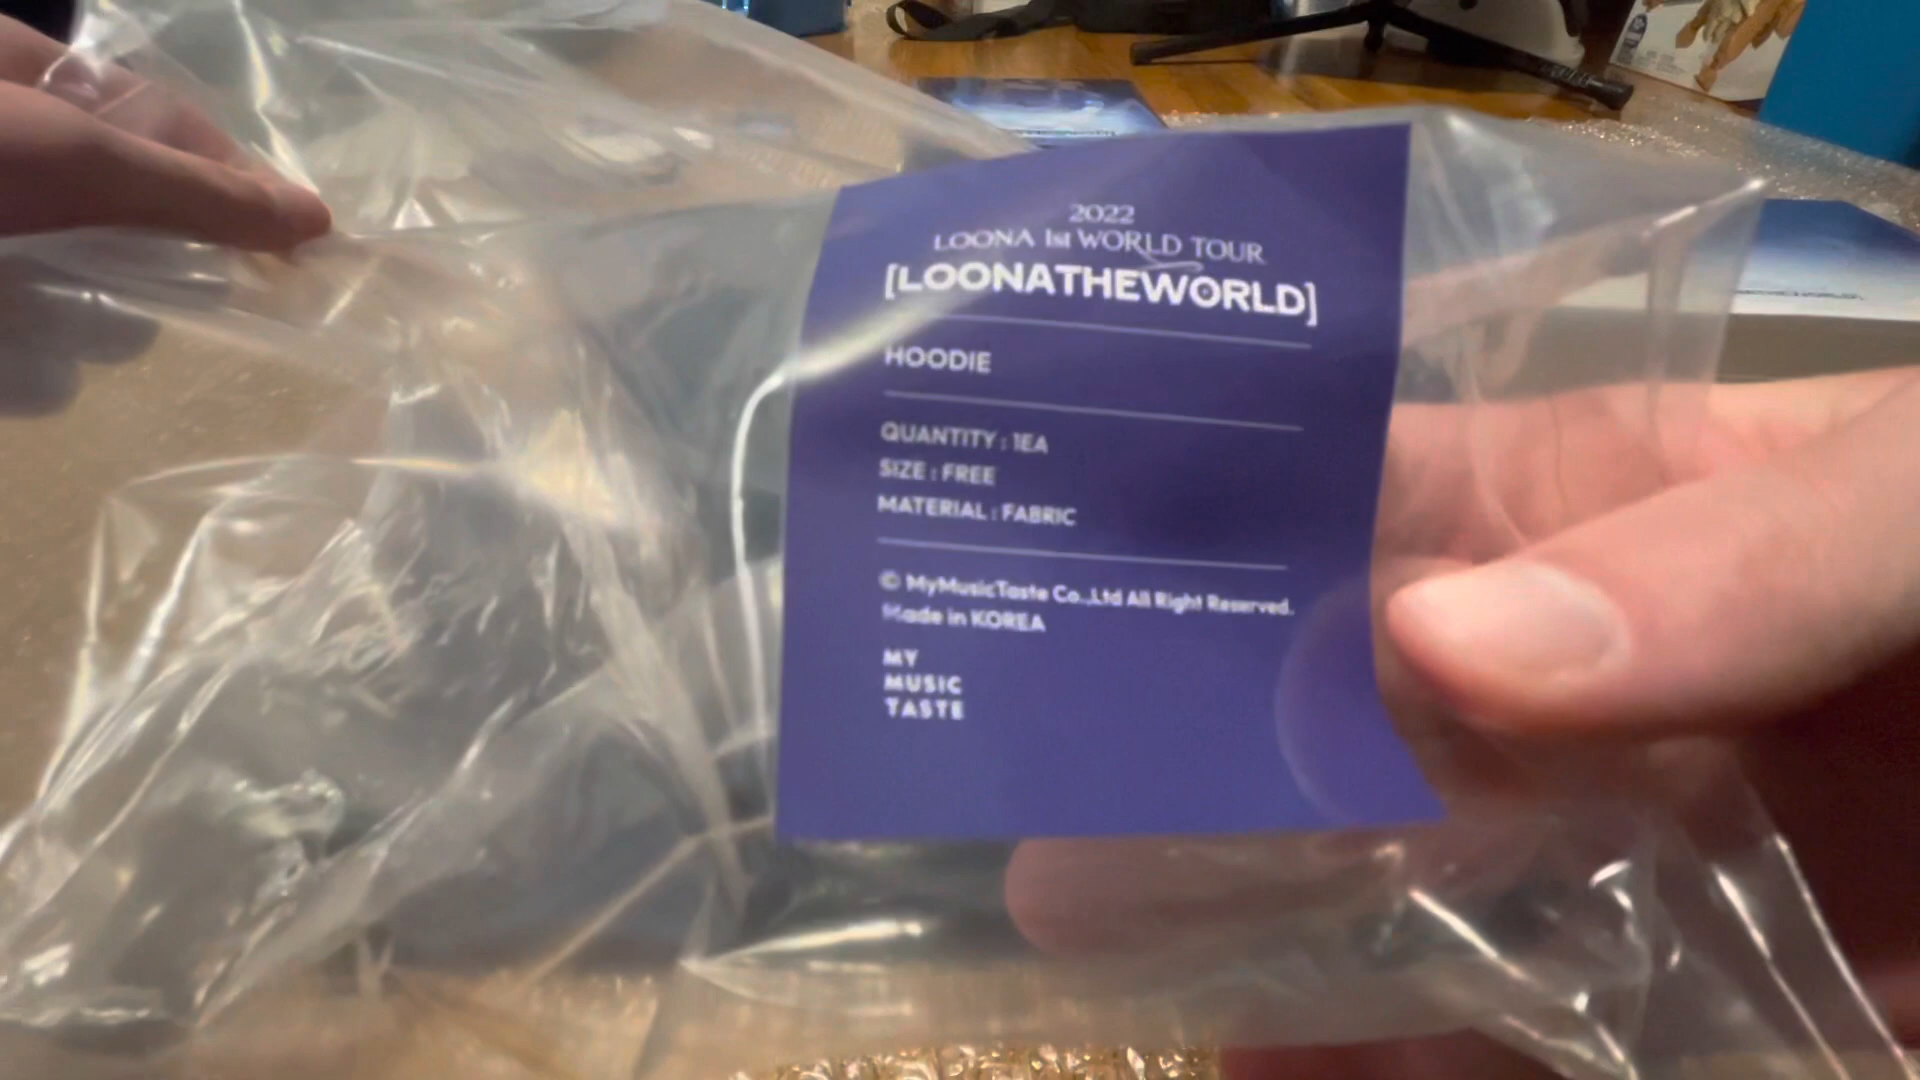 2022
LOONA 1st WORLD TOUR
[LOONATHEWORLD]
HOODIE
QUANTITY : 1EA
SIZE : FREE
MATERIAL : FABRIC
© MyMusicTaste Co.,Ltd All Right Reserved.
Made in KOREA
MY
MUSIC
TASTE